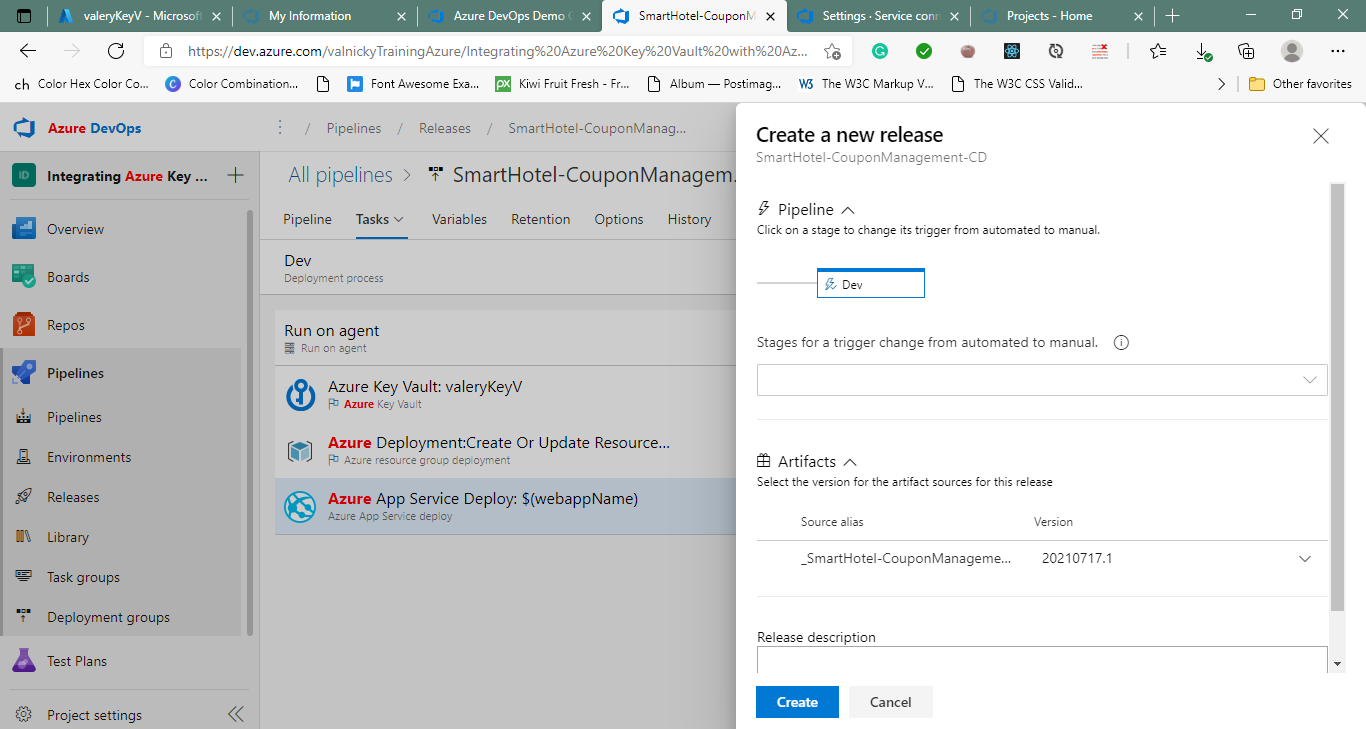 valeryKeyV - Microsoft
My Information
Azure DevOps Demo G
SmartHotel-CouponM
Settings · Service conn
Projects - Home
https://dev.azure.com/valnickyTrainingAzure/Integrating%20Azure%20Key%20Vault%20with%20Az...
ch Color Hex Color Co...
C Color Combination...
Font Awesome Exa...
px Kiwi Fruit Fresh - Fr...
Album — Postimag...
W3 The W3C Markup V...
The W3C CSS Valid...
Other favorites
Azure DevOps
/ Pipelines / Releases / SmartHotel-CouponManag...
ID Integrating Azure Key ...
Overview
Boards
Repos
Pipelines
Pipelines
Environments
Releases
Library
Task groups
Deployment groups
Test Plans
Project settings
All pipelines > SmartHotel-CouponManagem.
Pipeline Tasks Variables Retention Options History
Dev
Deployment process
Run on agent
Run on agent
Azure Key Vault: valeryKeyV
Azure Key Vault
Azure Deployment:Create Or Update Resource...
Azure resource group deployment
Azure App Service Deploy: $(webappName)
Azure App Service deploy
Create a new release
SmartHotel-CouponManagement-CD
Pipeline
Click on a stage to change its trigger from automated to manual.
Dev
Stages for a trigger change from automated to manual.
Artifacts
Select the version for the artifact sources for this release
Source alias Version
_SmartHotel-CouponManageme... 20210717.1
Release description
Create Cancel